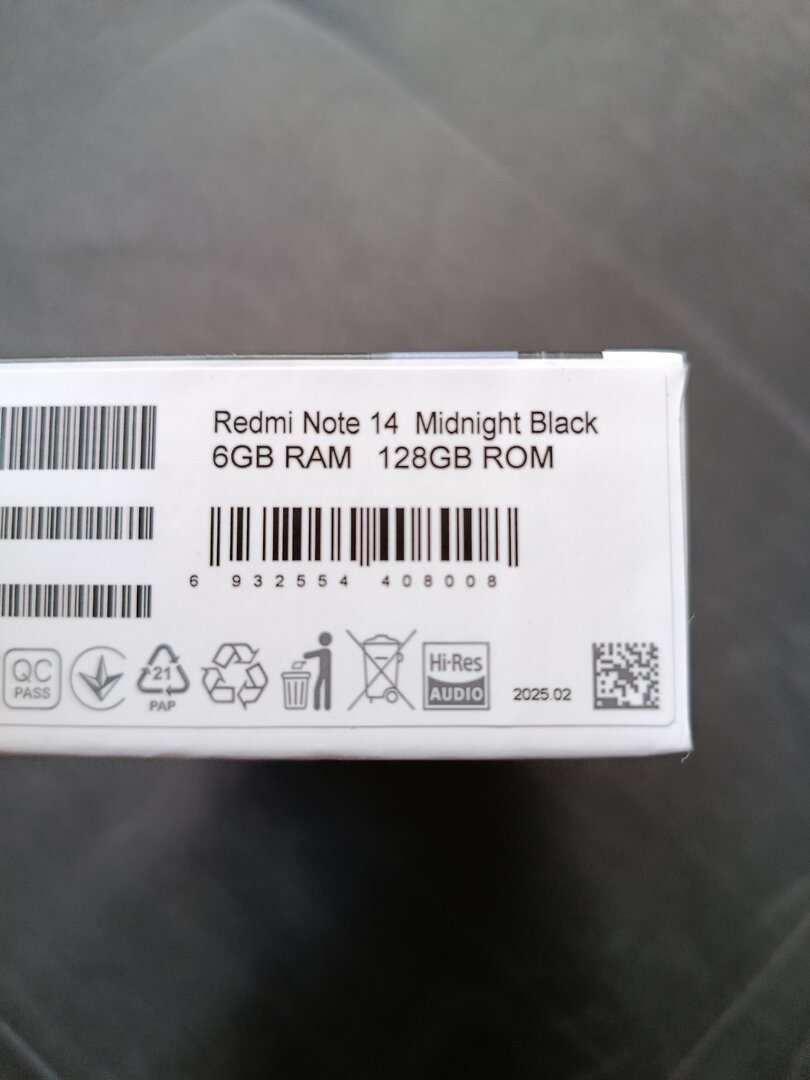 Redmi Note 14 Midnight Black
6GB RAM 128GB ROM
6 932554 408008
QC
PASS
21
PAP
Hi-Res
AUDIO
2025.02